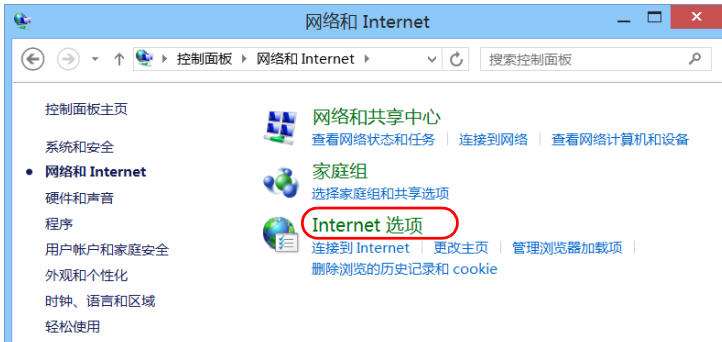 网络和 Internet
控制面板 网络和 Internet 搜索控制面板
控制面板主页
系统和安全
网络和 Internet
硬件和声音
程序
用户帐户和家庭安全
外观和个性化
时钟、语言和区域
轻松使用
网络和共享中心
查看网络状态和任务 连接到网络 查看网络计算机和设备
家庭组
选择家庭组和共享选项
Internet 选项
连接到 Internet 更改主页 管理浏览器加载项
删除浏览的历史记录和 cookie